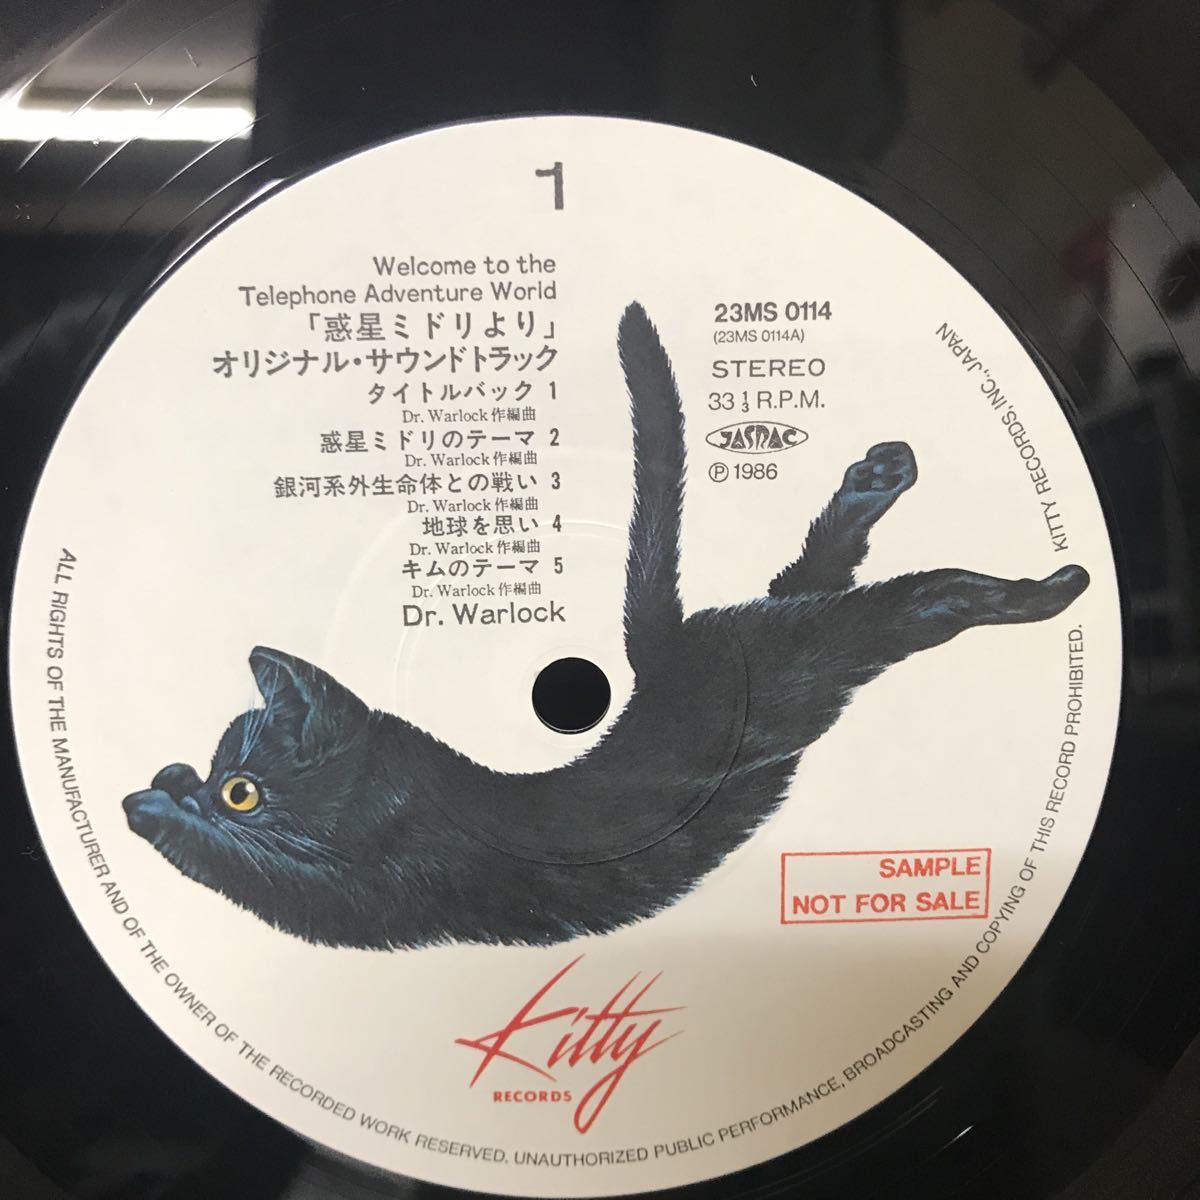 1
Welcome to the
Telephone Adventure World
「惑星ミドリより」
オリジナル・サウンドトラック
タイトルバック 1
Dr. Warlock 作編曲
惑星ミドリのテーマ 2
Dr. Warlock 作編曲
銀河系外生命体との戦い 3
Dr. Warlock 作編曲
地球を思い 4
Dr. Warlock 作編曲
キムのテーマ 5
Dr. Warlock 作編曲
Dr. Warlock
23MS 0114
(23MS 0114A)
STEREO
33 1/3 R.P.M.
JASRAC
Ⓟ 1986
SAMPLE
NOT FOR SALE
Kitty
RECORDS
ALL RIGHTS OF THE MANUFACTURER AND OF THE OWNER OF THE RECORDED WORK RESERVED. UNAUTHORIZED PUBLIC PERFORMANCE, BROADCASTING AND COPYING OF THIS RECORD PROHIBITED.
KITTY RECORDS, INC., JAPAN